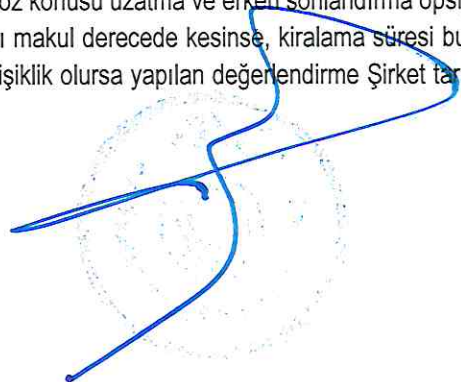 öz konusu uzatma ve erken sonlandırma opsi
ı makul derecede kesinse, kiralama süresi bu
işiklik olursa yapılan değerlendirme Şirket tar